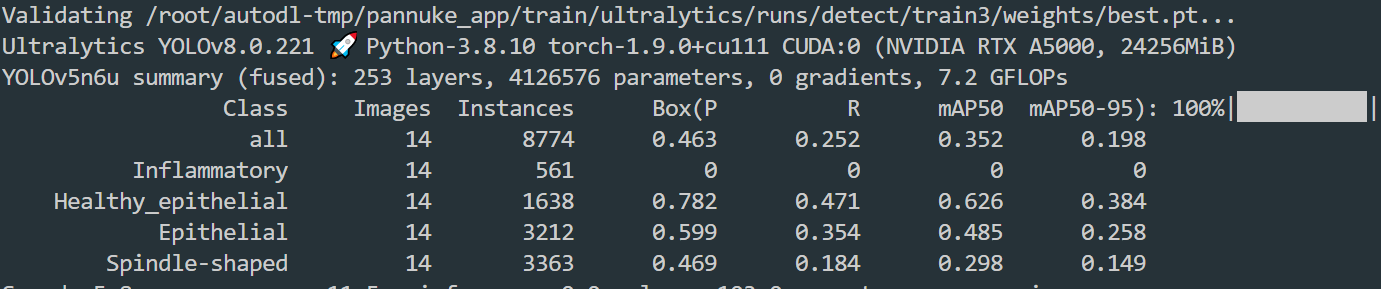 Validating /root/autodl-tmp/pannuke_app/train/ultralytics/runs/detect/train3/weights/best.pt...
Ultralytics YOLOv8.0.221 🚀 Python-3.8.10 torch-1.9.0+cu111 CUDA:0 (NVIDIA RTX A5000, 24256MiB)
YOLOv5n6u summary (fused): 253 layers, 4126576 parameters, 0 gradients, 7.2 GFLOPs
Class Images Instances Box(P R mAP50 mAP50-95): 100%|
all 14 8774 0.463 0.252 0.352 0.198
Inflammatory 14 561 0 0 0 0
Healthy_epithelial 14 1638 0.782 0.471 0.626 0.384
Epithelial 14 3212 0.599 0.354 0.485 0.258
Spindle-shaped 14 3363 0.469 0.184 0.298 0.149